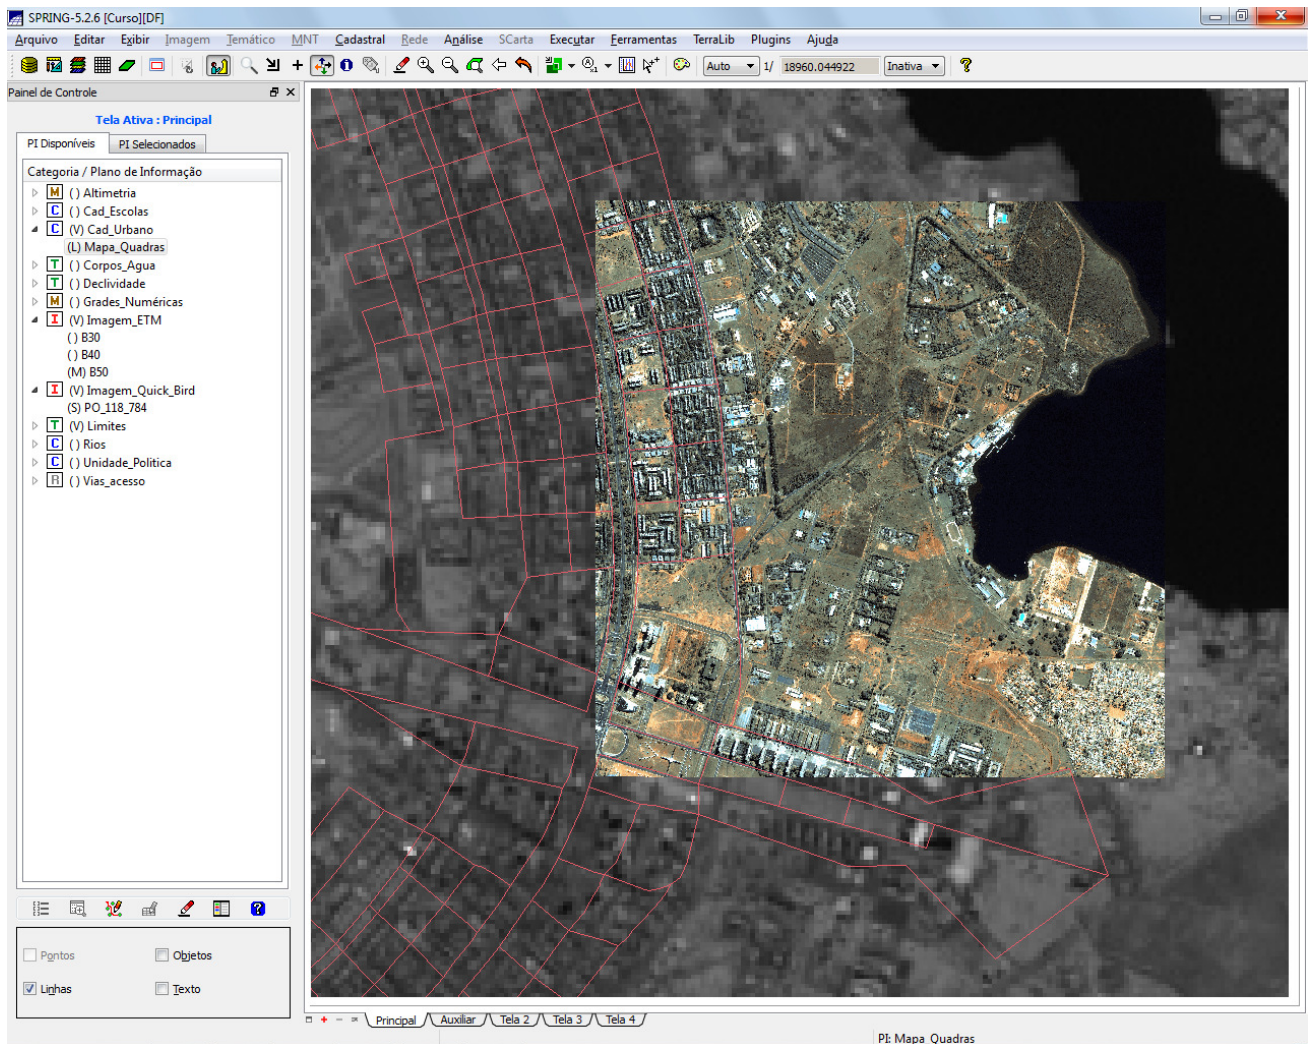 SPRING-5.2.6 [Curso][DF]
Arquivo Editar Exibir Imagem Temático MNT Cadastral Rede Análise SCarta Executar Ferramentas TerraLib Plugins Ajuda
Auto 1/ 18960.044922 Inativa
Painel de Controle
Tela Ativa : Principal
PI Disponíveis PI Selecionados
Categoria / Plano de Informação
M ( ) Altimetria
C ( ) Cad_Escolas
C (V) Cad_Urbano
(L) Mapa_Quadras
T ( ) Corpos_Agua
T ( ) Declividade
M ( ) Grades_Numéricas
I (V) Imagem_ETM
( ) B30
( ) B40
(M) B50
I (V) Imagem_Quick_Bird
(S) PO_118_784
T (V) Limites
C ( ) Rios
C ( ) Unidade_Politica
R ( ) Vias_acesso
Pontos Objetos
Linhas Texto
Principal Auxiliar Tela 2 Tela 3 Tela 4
PI: Mapa_Quadras